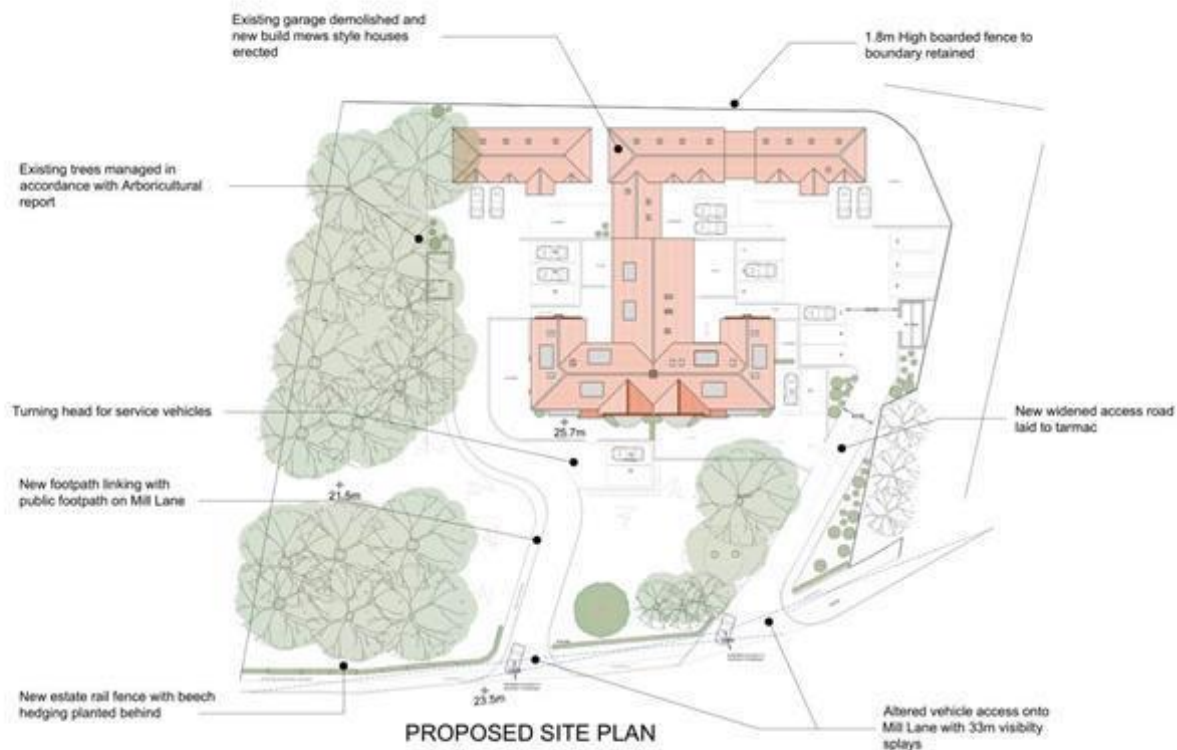 Existing garage demolished and
new build mews style houses
erected
1.8m High boarded fence to
boundary retained
Existing trees managed in
accordance with Arboricultural
report
Turning head for service vehicles
25.7m
New widened access road
laid to tarmac
New footpath linking with
public footpath on Mill Lane
21.5m
New estate rail fence with beech
hedging planted behind
23.5m
PROPOSED SITE PLAN
Altered vehicle access onto
Mill Lane with 33m visibilty
splays